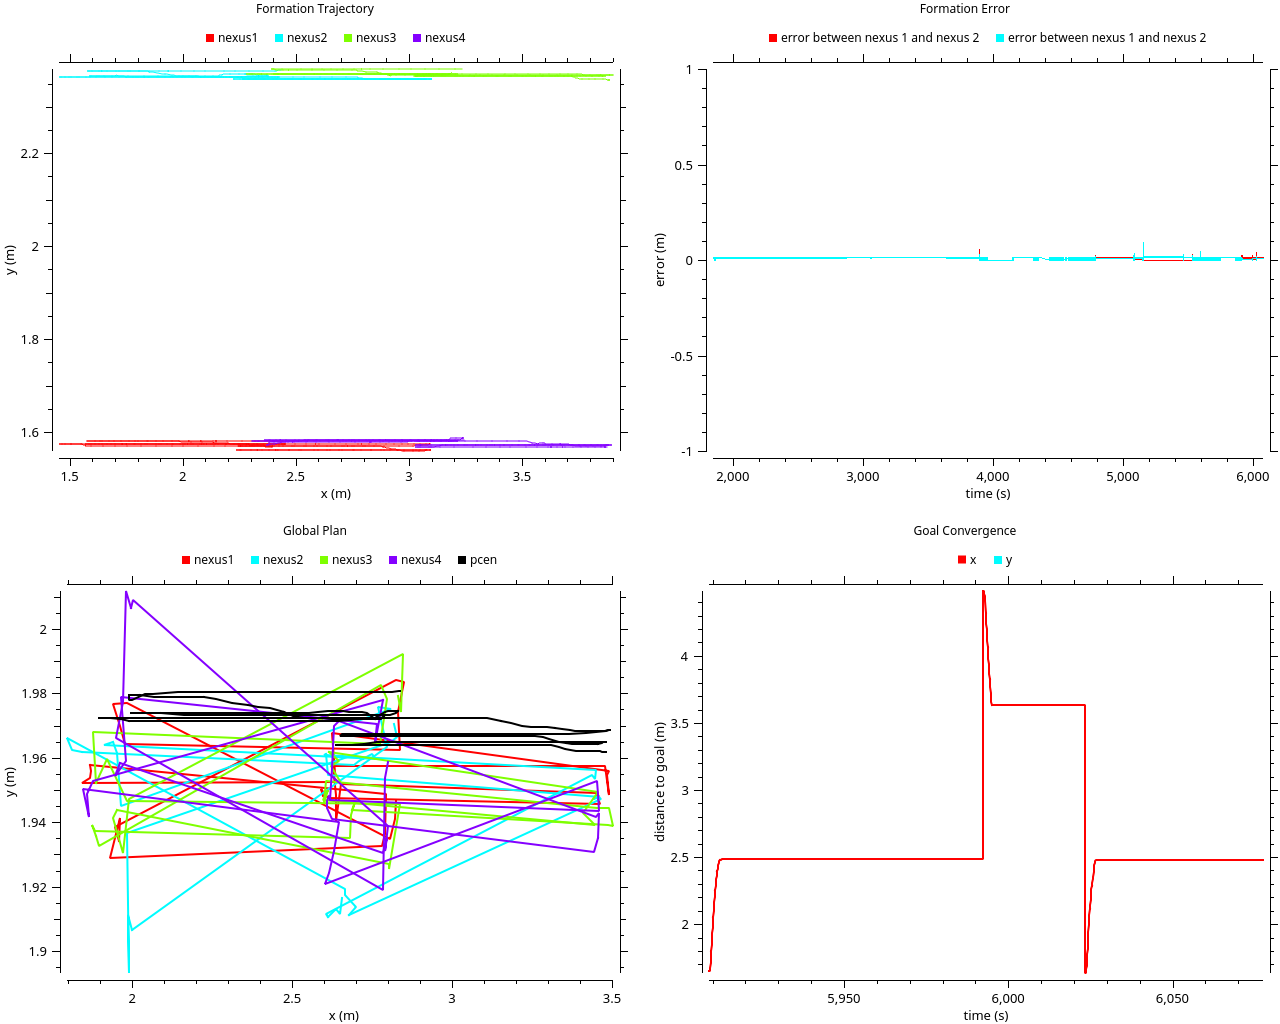 Formation Trajectory
nexus1 nexus2 nexus3 nexus4
2.2
2
1.8
1.6
y (m)
1.5 2 2.5 3 3.5
x (m)
Formation Error
error between nexus 1 and nexus 2 error between nexus 1 and nexus 2
1
0.5
0
-0.5
-1
error (m)
2,000 3,000 4,000 5,000 6,000
time (s)
Global Plan
nexus1 nexus2 nexus3 nexus4 pcen
2
1.98
1.96
1.94
1.92
1.9
y (m)
2 2.5 3 3.5
x (m)
Goal Convergence
x y
4
3.5
3
2.5
2
distance to goal (m)
5,950 6,000 6,050
time (s)